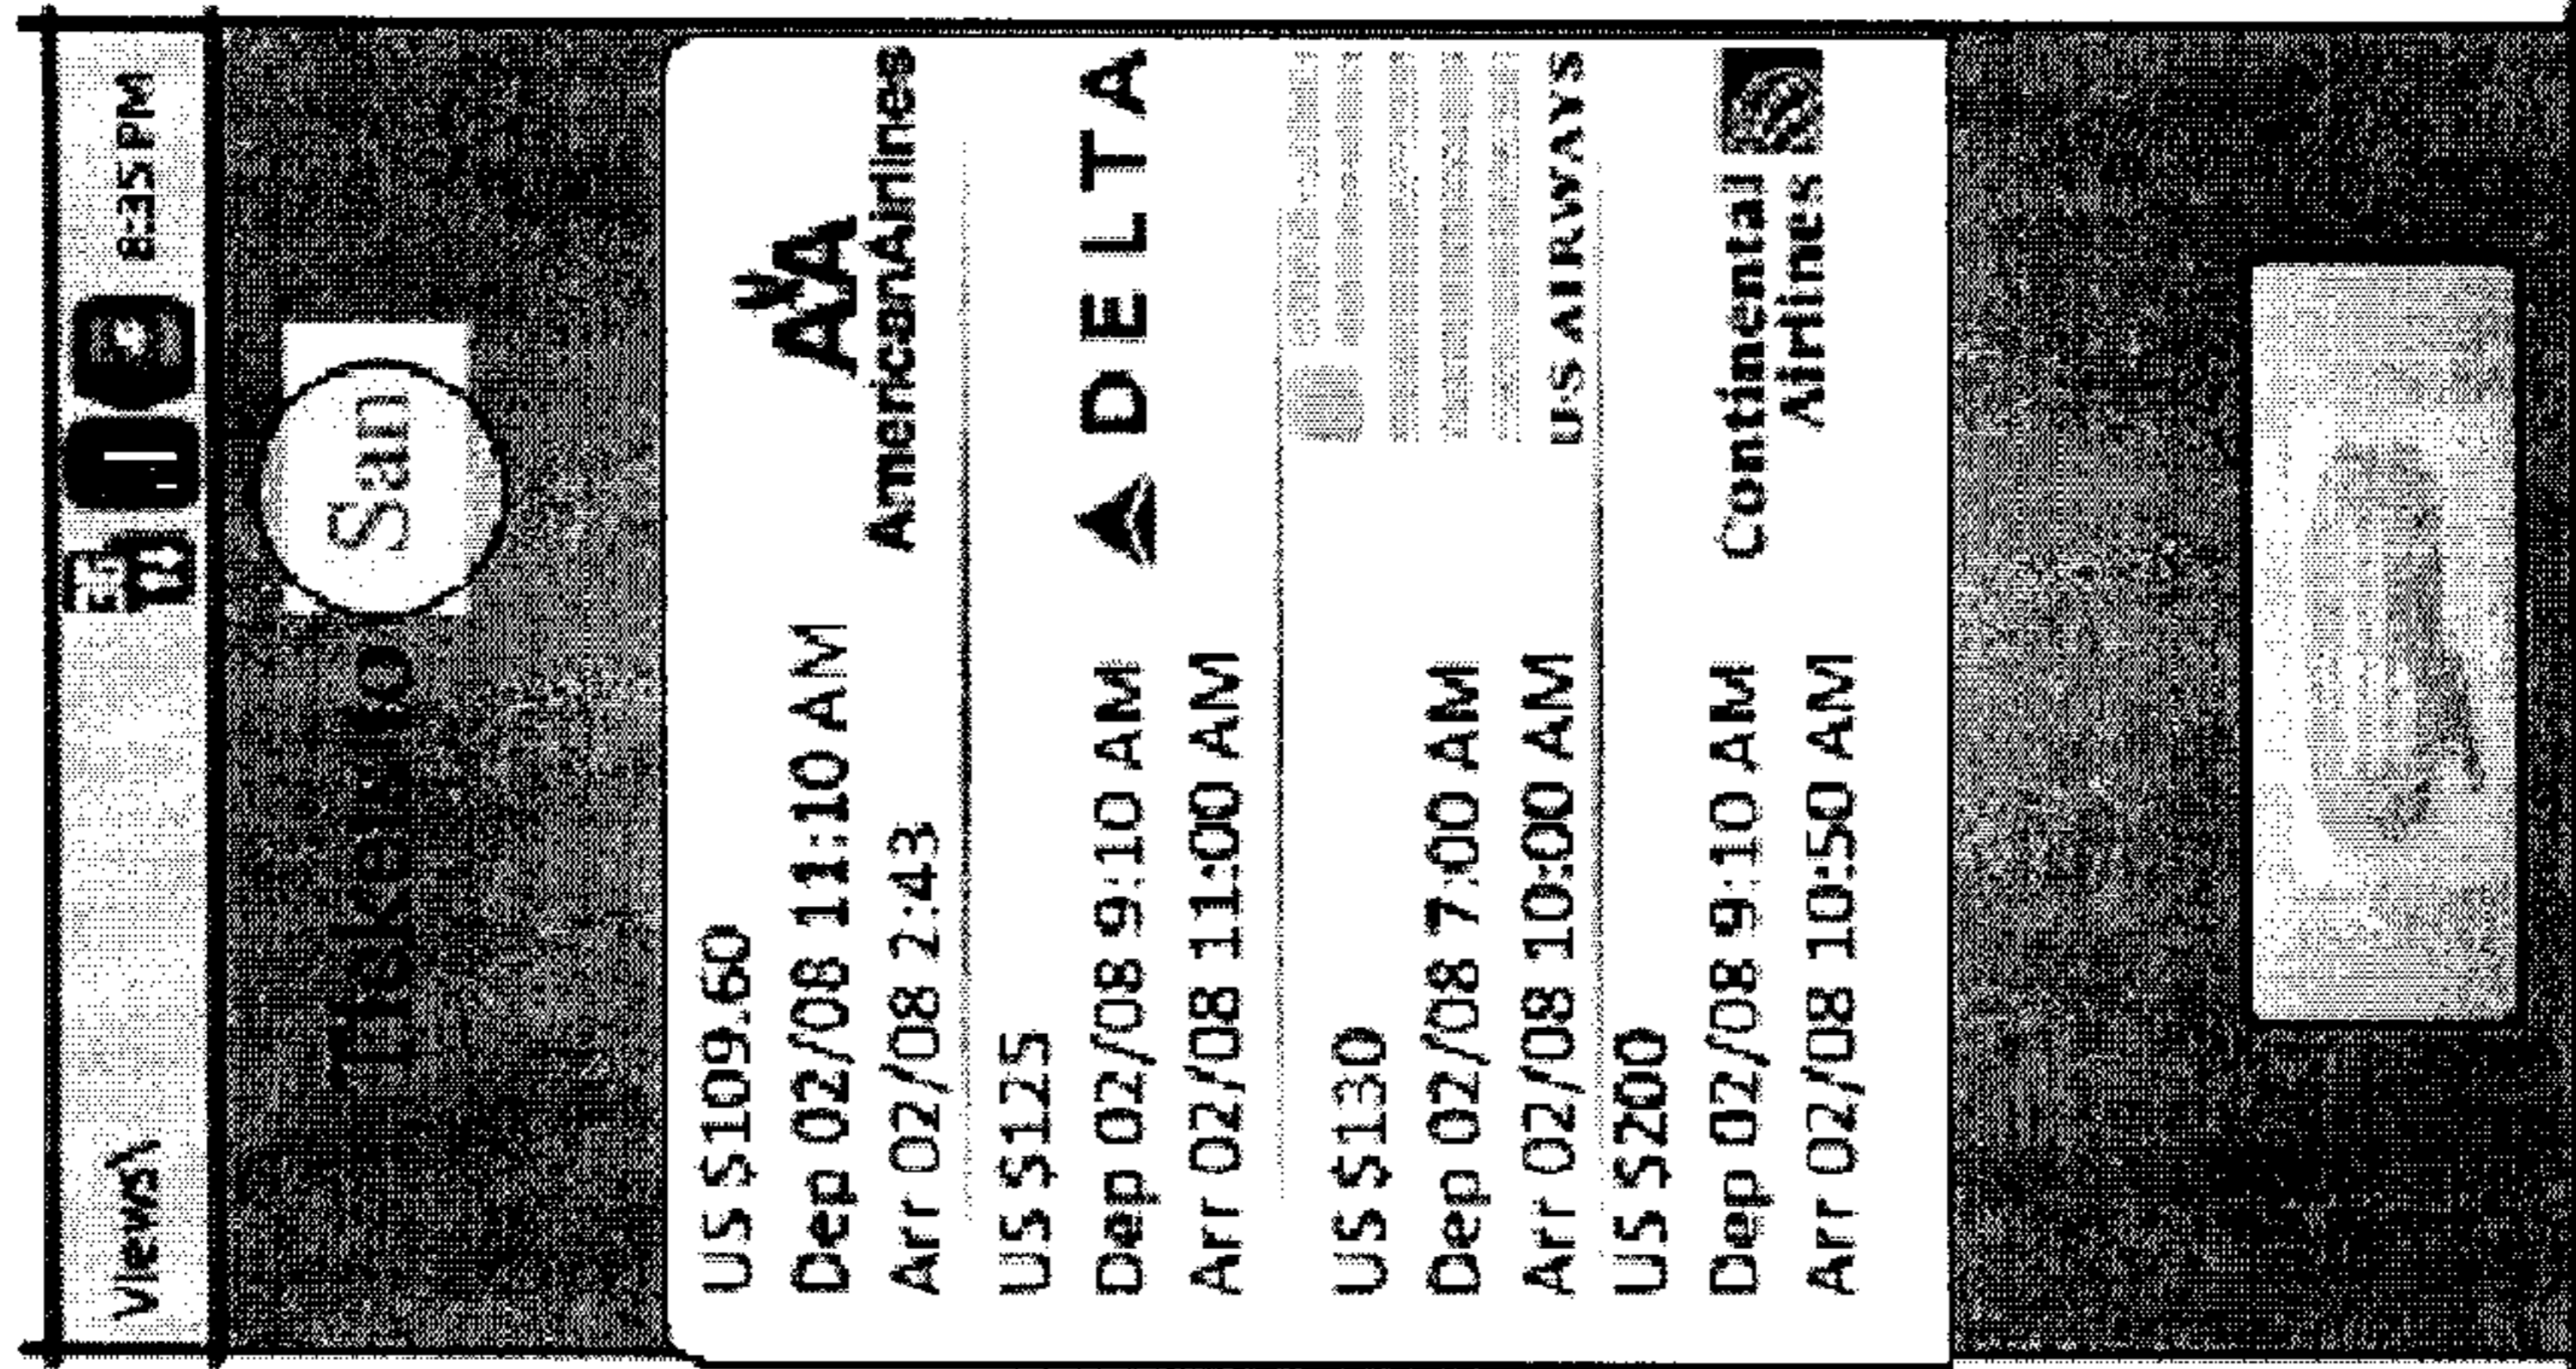 Views\ 8:35 PM
Sam
US $109.60
Dep 02/08 11:10 AM
Arr 02/08 2:43
AA
AmericanAirlines
US $125
Dep 02/08 9:10 AM
DELTA
Arr 02/08 11:00 AM
US $130
Dep 02/08 7:00 AM
Arr 02/08 10:00 AM
US AIRWAYS
US $200
Dep 02/08 9:10 AM
Arr 02/08 10:50 AM
Continental
Airlines